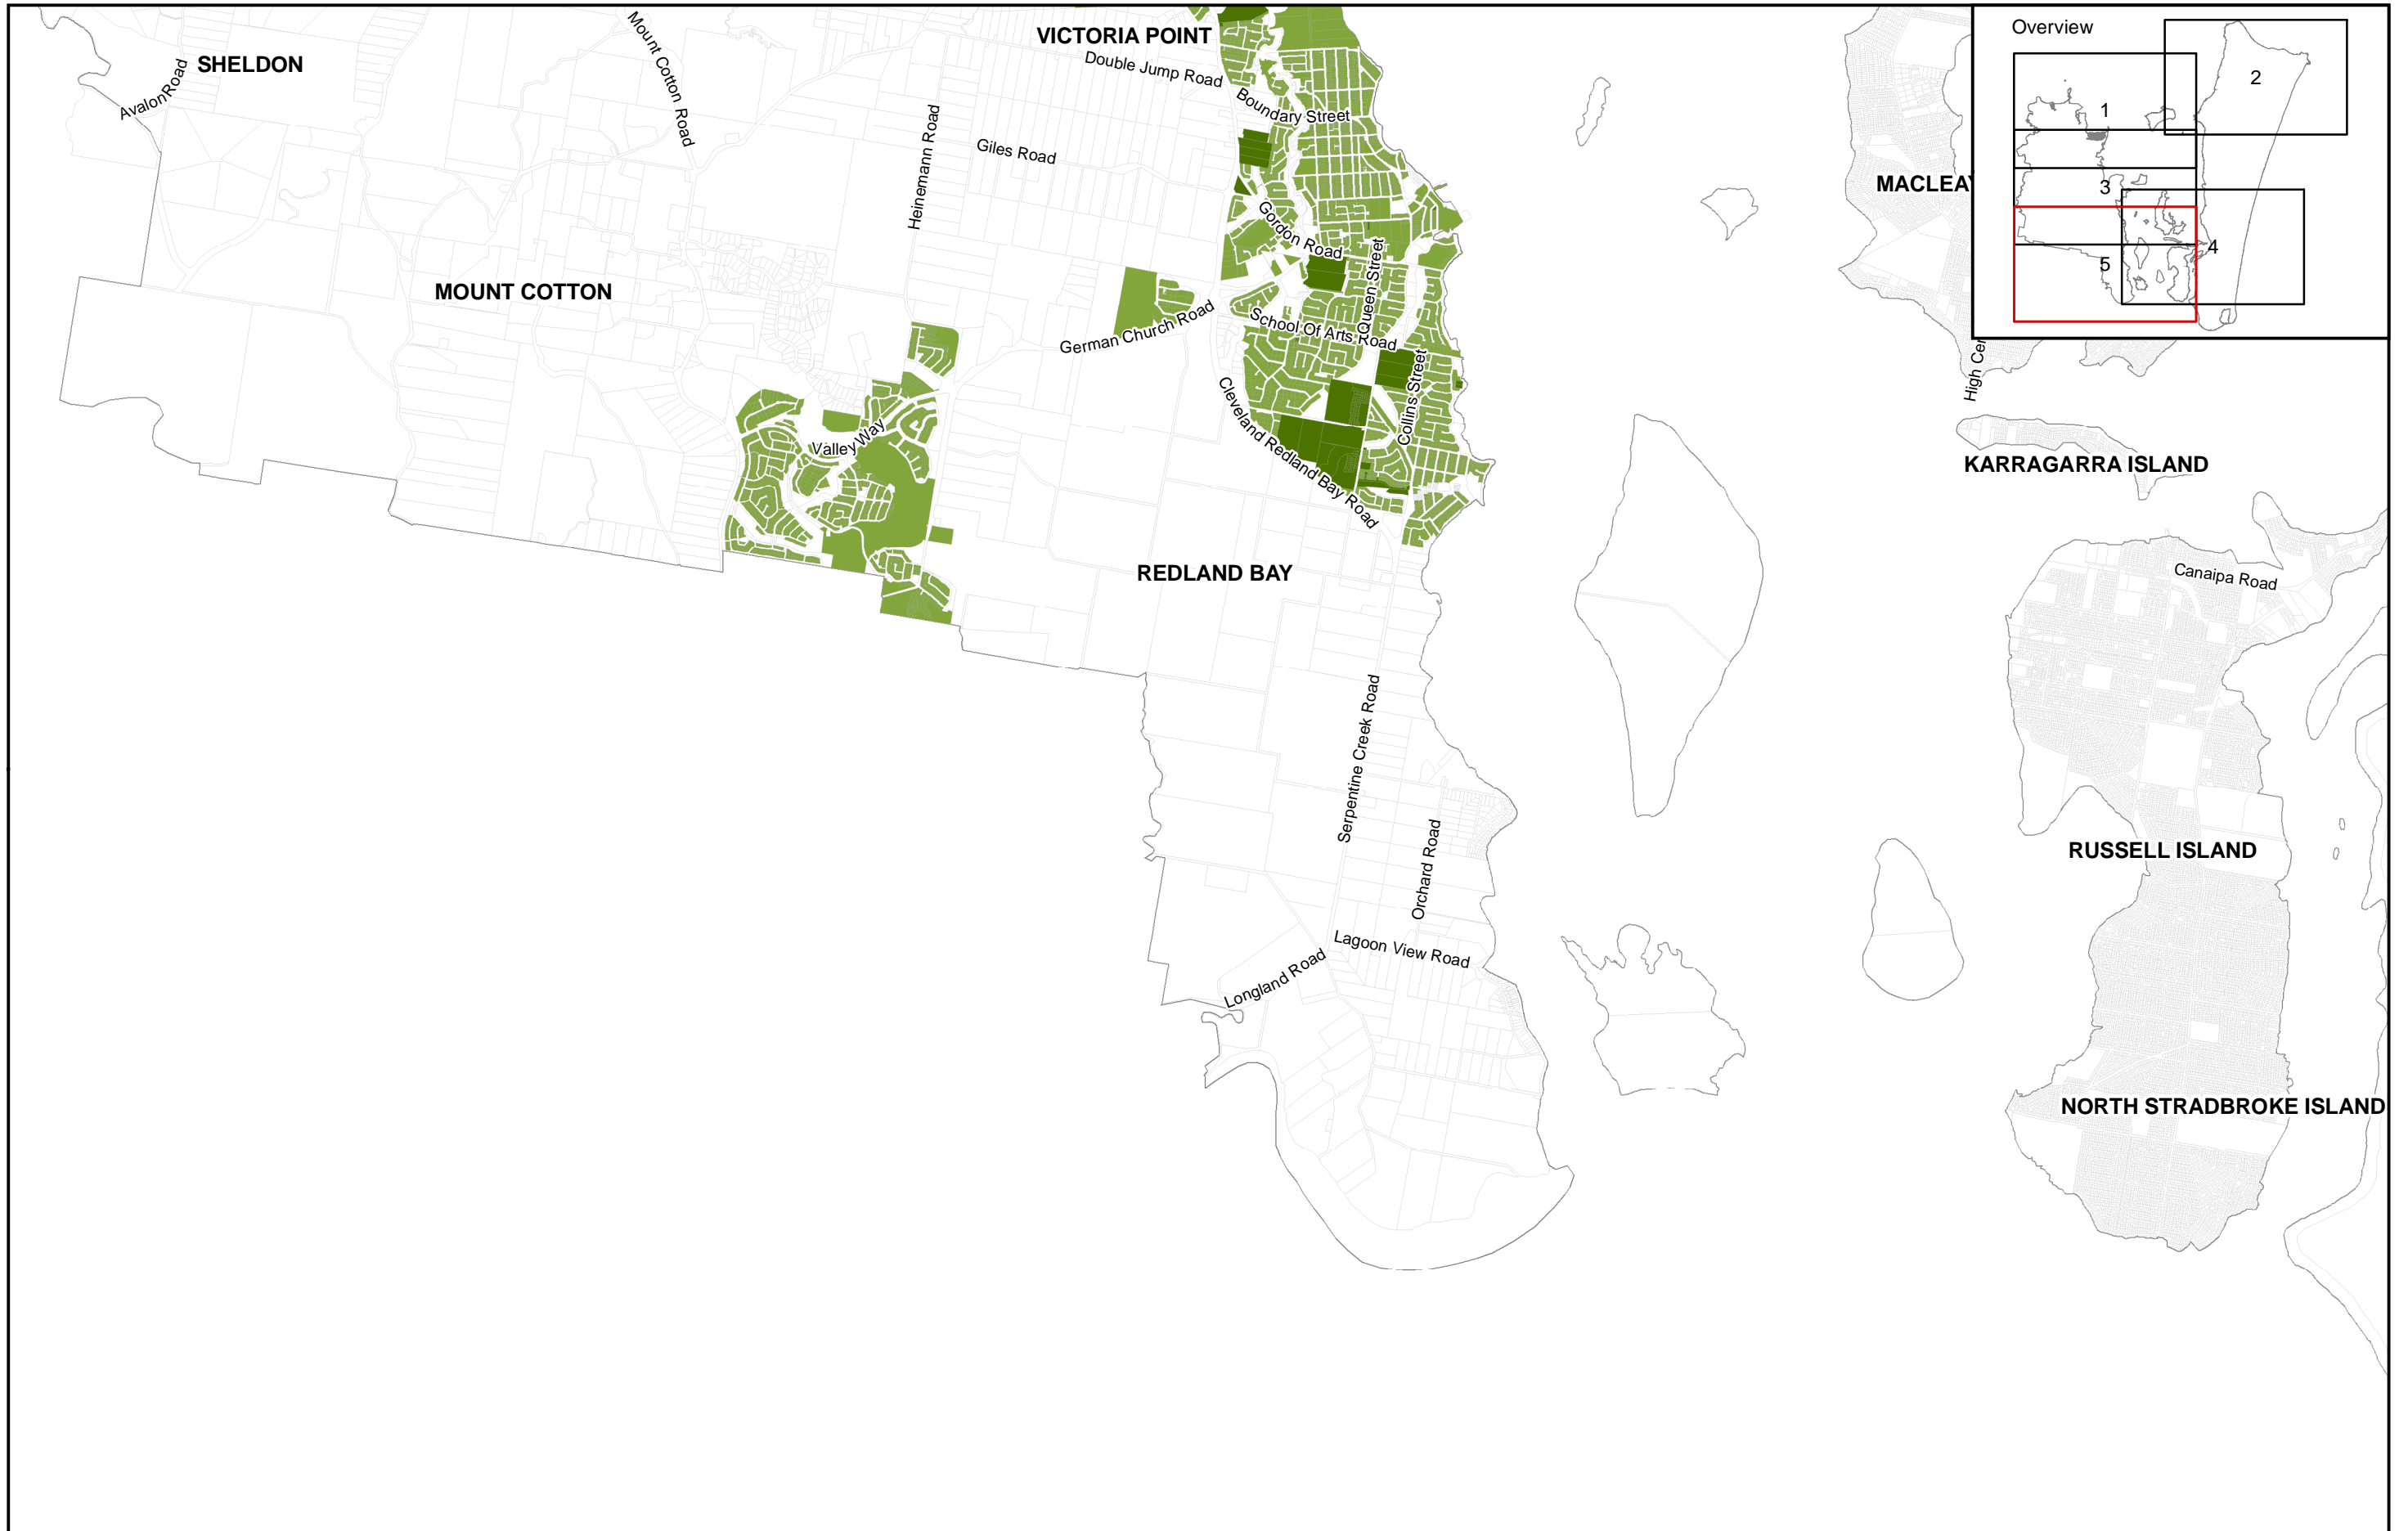 VICTORIA POINT
Overview
SHELDON
Mount Cotton Road
Double Jump Road
2
Avalon Road
Boundary Street
1
Heinemann Road
Giles Road
MACLEAY
3
Gordon Road
Queen Street
4
5
MOUNT COTTON
German Church Road
School Of Arts Road
High Cen
Cleveland Redland Bay Road
Collins Street
Valley Way
KARRAGARRA ISLAND
REDLAND BAY
Canaipa Road
Serpentine Creek Road
Orchard Road
RUSSELL ISLAND
Lagoon View Road
Longland Road
NORTH STRADBROKE ISLAND